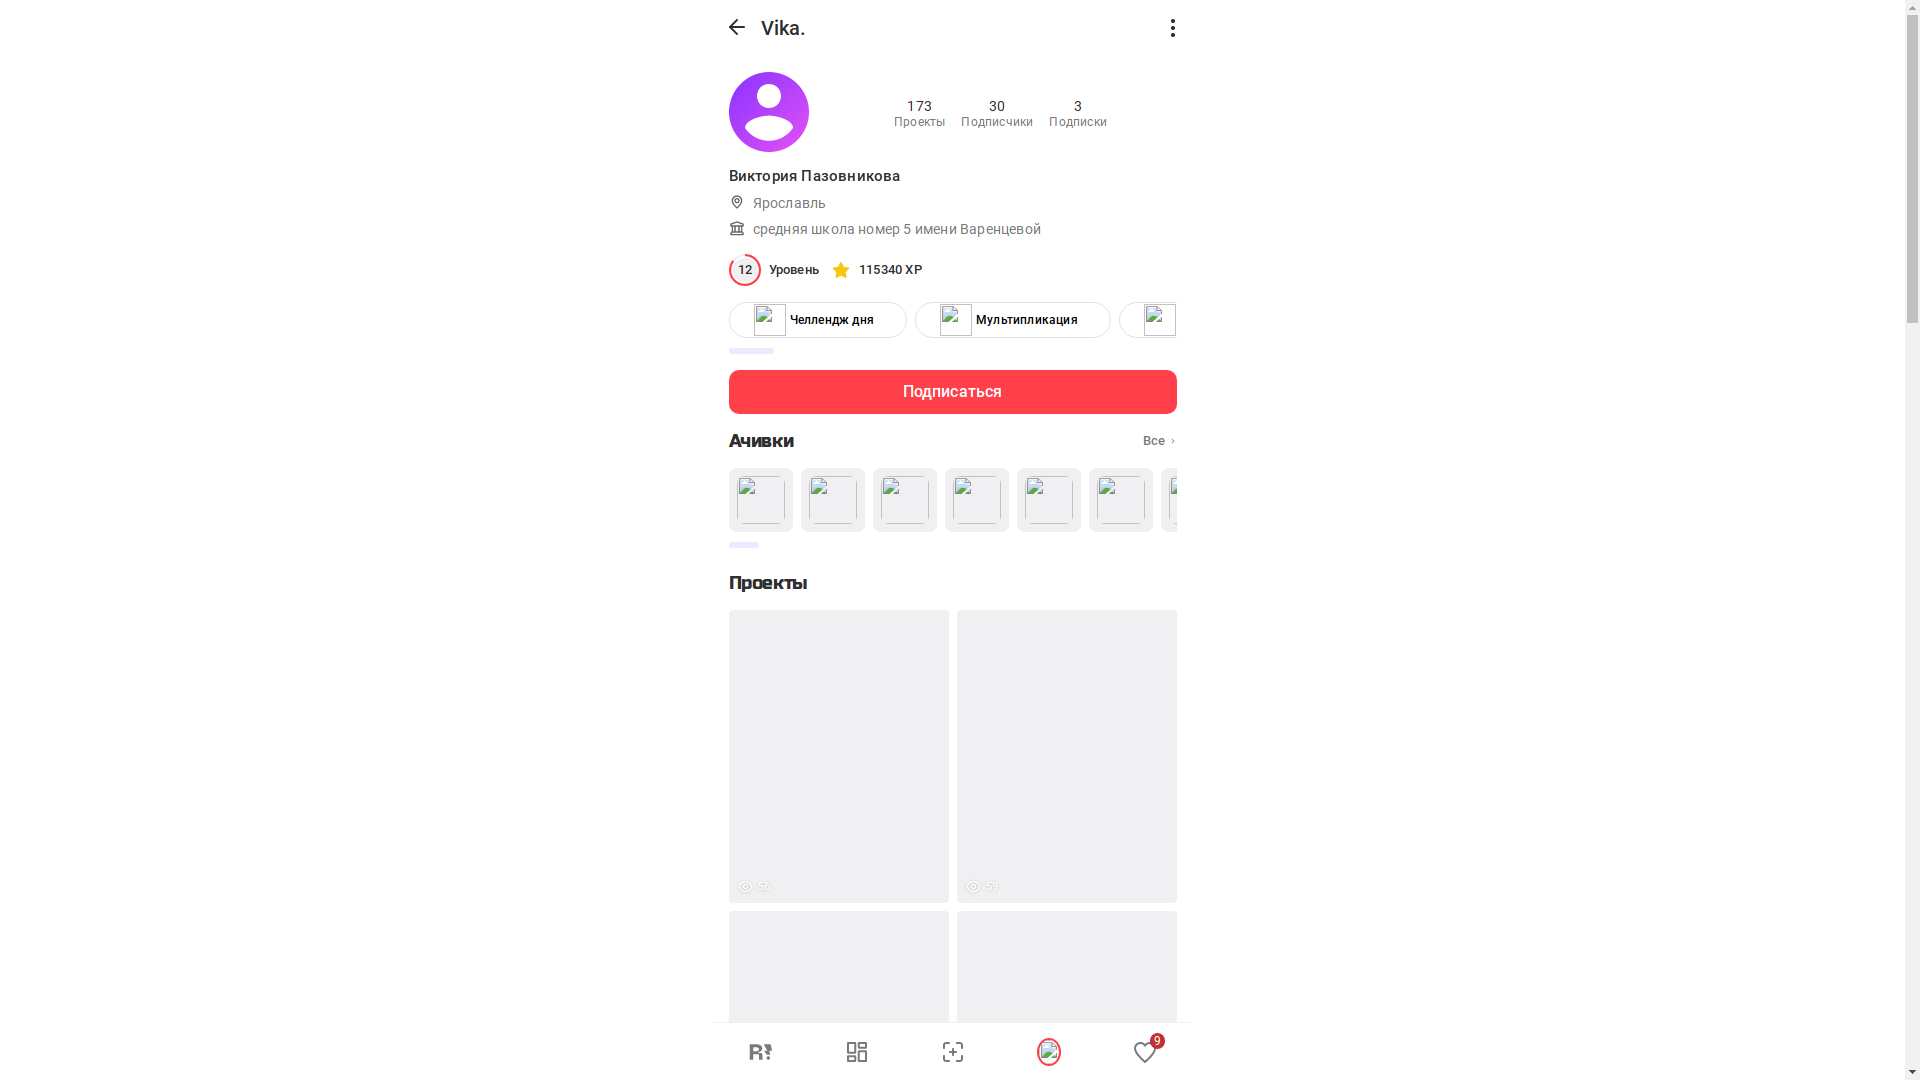 Vika.
173
Проекты
30
Подписчики
3
Подписки
Виктория Пазовникова
Ярославль
средняя школа номер 5 имени Варенцевой
12 Уровень 115340 XP
Челлендж дня
Мультипликация
Подписаться
Ачивки
Все ›
Проекты
56
59
R
9